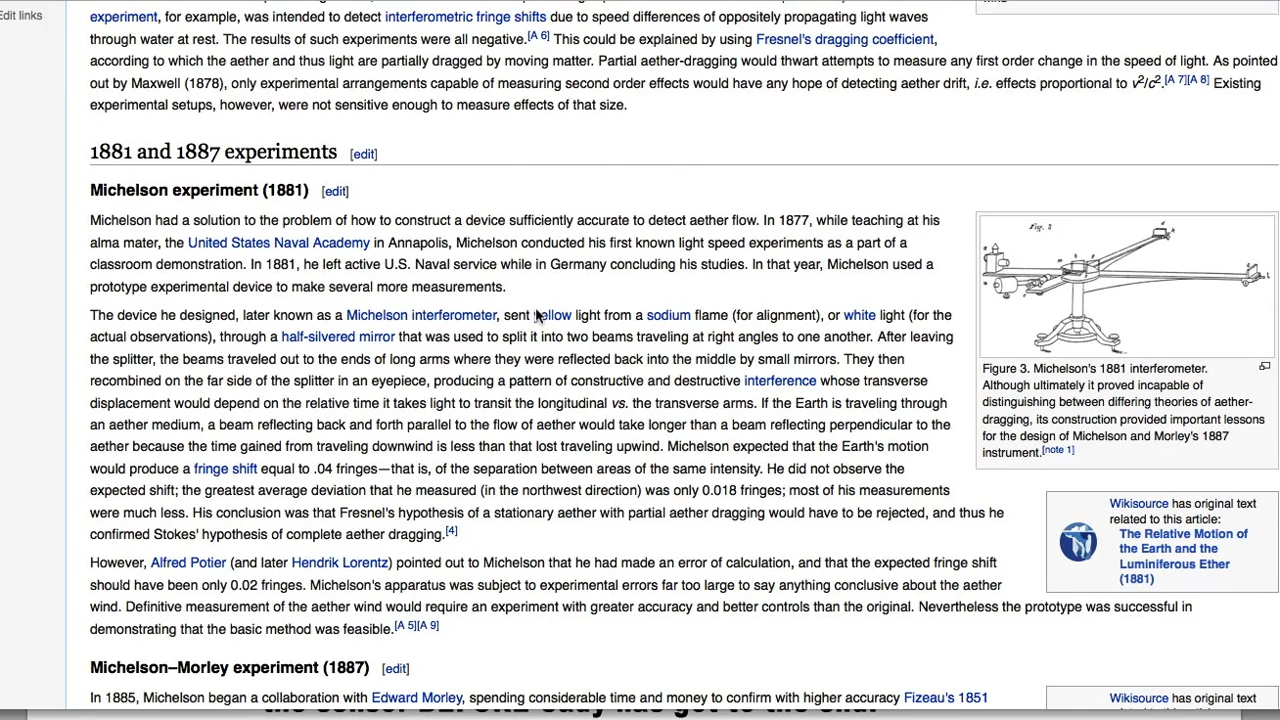 Edit links
experiment, for example, was intended to detect interferometric fringe shifts due to speed differences of oppositely propagating light waves
through water at rest. The results of such experiments were all negative.[A 6] This could be explained by using Fresnel's dragging coefficient,
according to which the aether and thus light are partially dragged by moving matter. Partial aether-dragging would thwart attempts to measure any first order change in the speed of light. As pointed
out by Maxwell (1878), only experimental arrangements capable of measuring second order effects would have any hope of detecting aether drift, i.e. effects proportional to v²/c².[A 7][A 8] Existing
experimental setups, however, were not sensitive enough to measure effects of that size.
1881 and 1887 experiments [edit]
Michelson experiment (1881) [edit]
Michelson had a solution to the problem of how to construct a device sufficiently accurate to detect aether flow. In 1877, while teaching at his
alma mater, the United States Naval Academy in Annapolis, Michelson conducted his first known light speed experiments as a part of a
classroom demonstration. In 1881, he left active U.S. Naval service while in Germany concluding his studies. In that year, Michelson used a
prototype experimental device to make several more measurements.
The device he designed, later known as a Michelson interferometer, sent yellow light from a sodium flame (for alignment), or white light (for the
actual observations), through a half-silvered mirror that was used to split it into two beams traveling at right angles to one another. After leaving
the splitter, the beams traveled out to the ends of long arms where they were reflected back into the middle by small mirrors. They then
recombined on the far side of the splitter in an eyepiece, producing a pattern of constructive and destructive interference whose transverse
displacement would depend on the relative time it takes light to transit the longitudinal vs. the transverse arms. If the Earth is traveling through
an aether medium, a beam reflecting back and forth parallel to the flow of aether would take longer than a beam reflecting perpendicular to the
aether because the time gained from traveling downwind is less than that lost traveling upwind. Michelson expected that the Earth's motion
would produce a fringe shift equal to .04 fringes—that is, of the separation between areas of the same intensity. He did not observe the
expected shift; the greatest average deviation that he measured (in the northwest direction) was only 0.018 fringes; most of his measurements
were much less. His conclusion was that Fresnel's hypothesis of a stationary aether with partial aether dragging would have to be rejected, and thus he
confirmed Stokes' hypothesis of complete aether dragging.[4]
However, Alfred Potier (and later Hendrik Lorentz) pointed out to Michelson that he had made an error of calculation, and that the expected fringe shift
should have been only 0.02 fringes. Michelson's apparatus was subject to experimental errors far too large to say anything conclusive about the aether
wind. Definitive measurement of the aether wind would require an experiment with greater accuracy and better controls than the original. Nevertheless the prototype was successful in
demonstrating that the basic method was feasible.[A 5][A 9]
Michelson–Morley experiment (1887) [edit]
In 1885, Michelson began a collaboration with Edward Morley, spending considerable time and money to confirm with higher accuracy Fizeau's 1851
Fig. 3
Figure 3. Michelson's 1881 interferometer.
Although ultimately it proved incapable of
distinguishing between differing theories of aether-
dragging, its construction provided important lessons
for the design of Michelson and Morley's 1887
instrument.[note 1]
Wikisource has original text
related to this article:
The Relative Motion of
the Earth and the
Luminiferous Ether
(1881)
Wikisource has original text